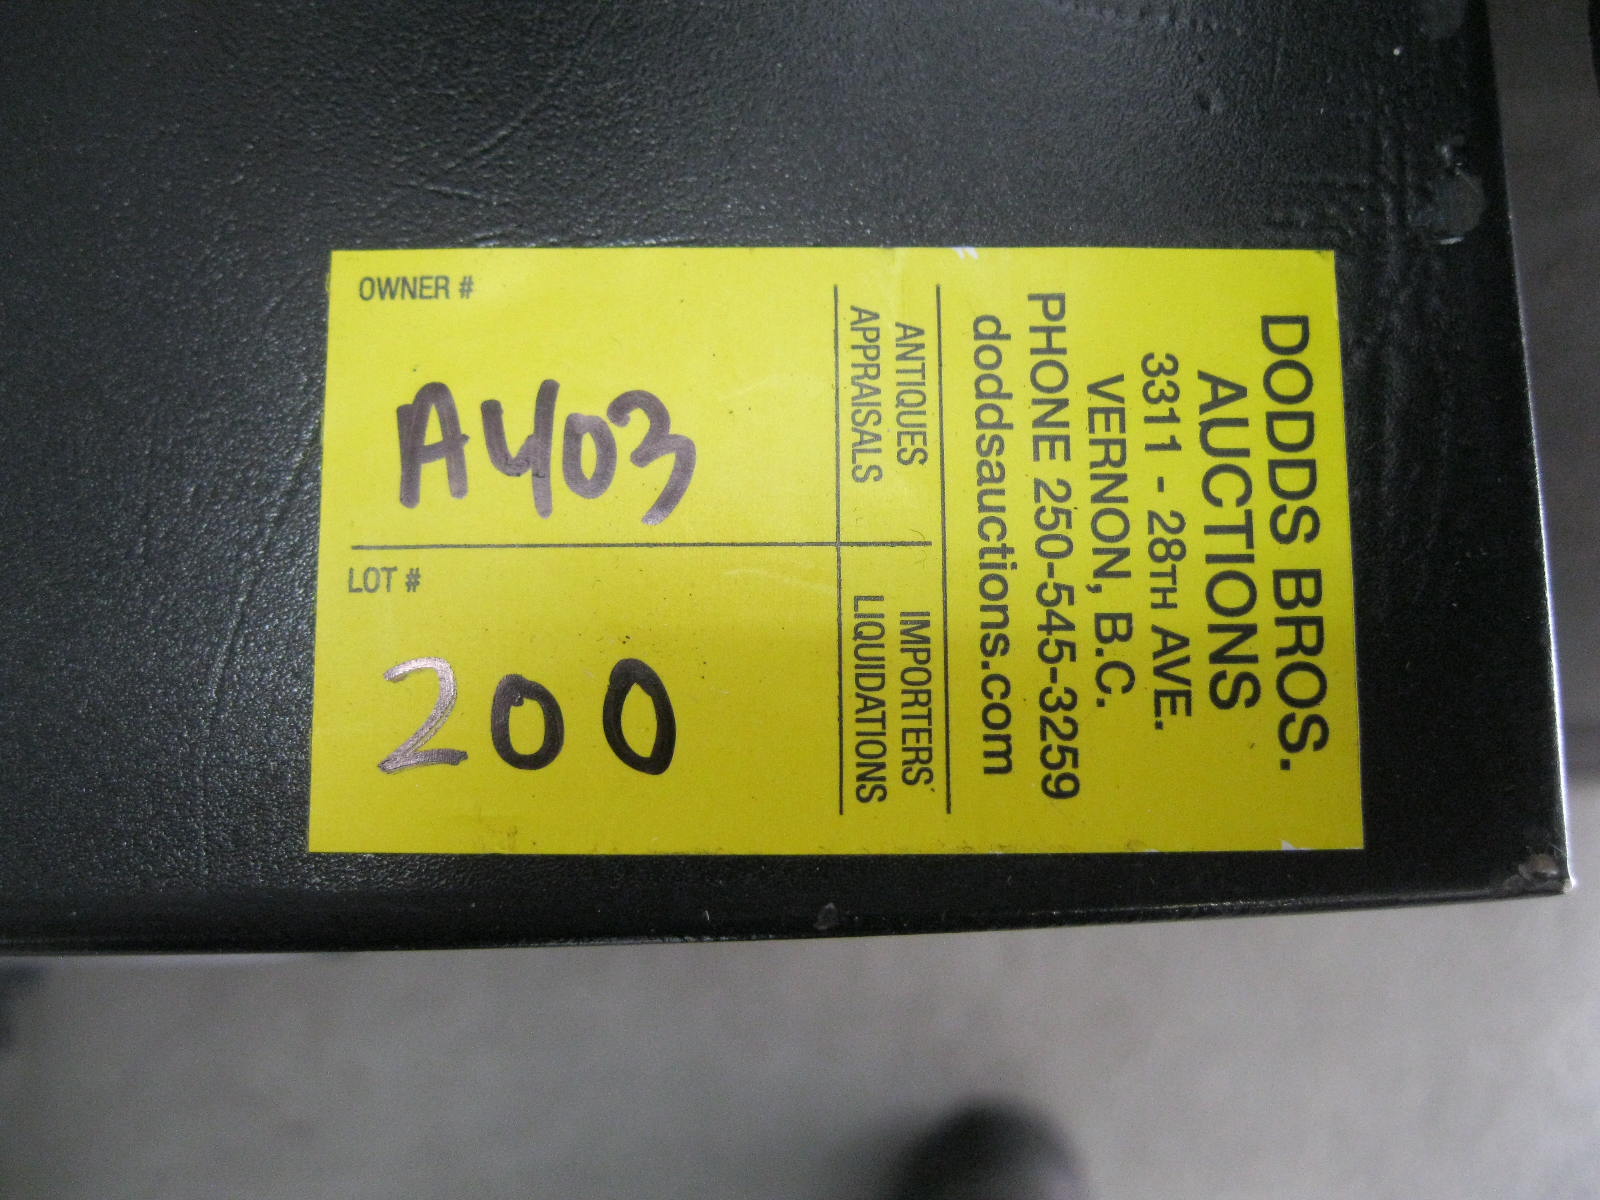 DODDS BROS.
AUCTIONS
3311 - 28TH AVE.
VERNON, B.C.
PHONE 250-545-3259
doddsauctions.com
ANTIQUES IMPORTERS
APPRAISALS LIQUIDATIONS
OWNER #
A403
LOT #
200